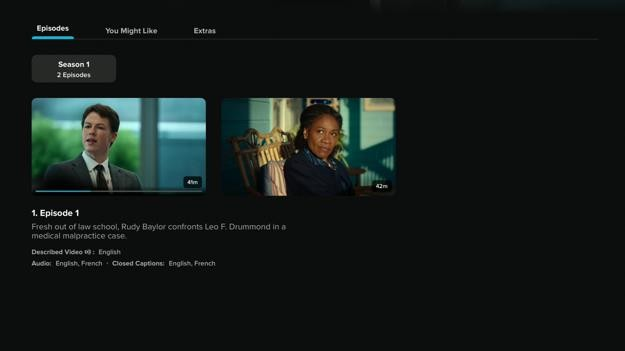 Episodes
You Might Like
Extras
Season 1
2 Episodes
41m
42m
1. Episode 1
Fresh out of law school, Rudy Baylor confronts Leo F. Drummond in a
medical malpractice case.
Described Video : English
Audio: English, French · Closed Captions: English, French